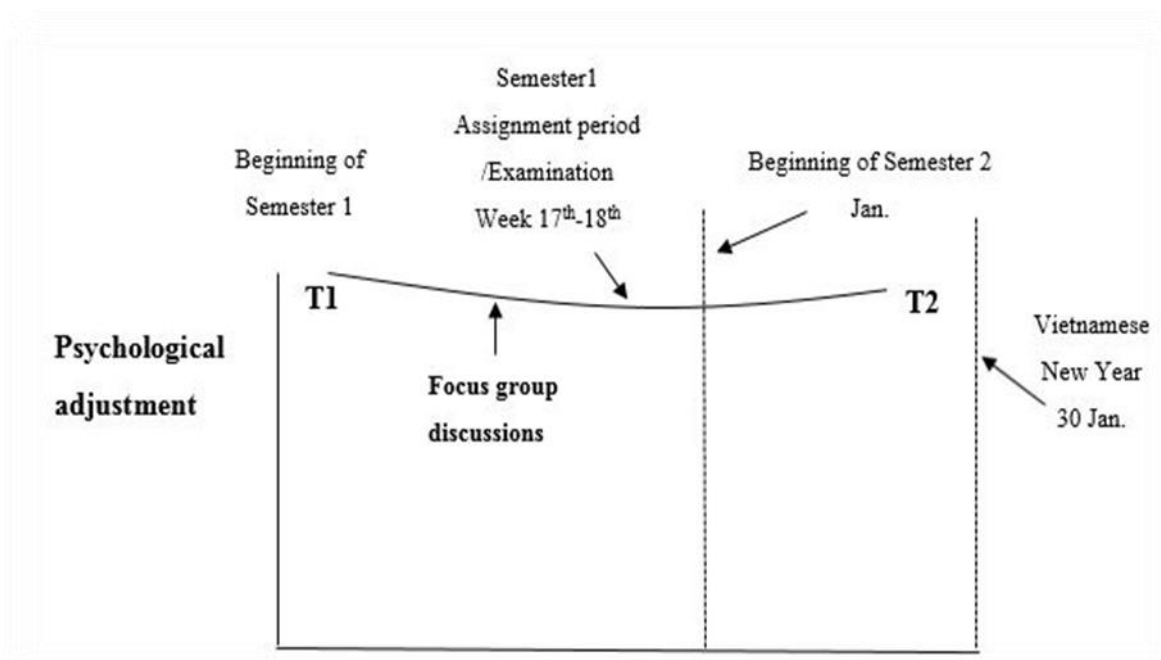 Semester1
Assignment period
/Examination
Week 17th-18th
Beginning of
Semester 1
Beginning of Semester 2
Jan.
T1
T2
Psychological
adjustment
Focus group
discussions
Vietnamese
New Year
30 Jan.